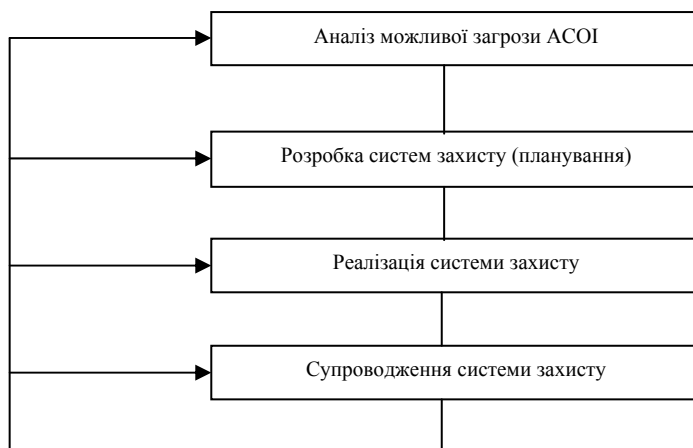 Аналіз можливої загрози АСОІ
Розробка систем захисту (планування)
Реалізація системи захисту
Супроводження системи захисту